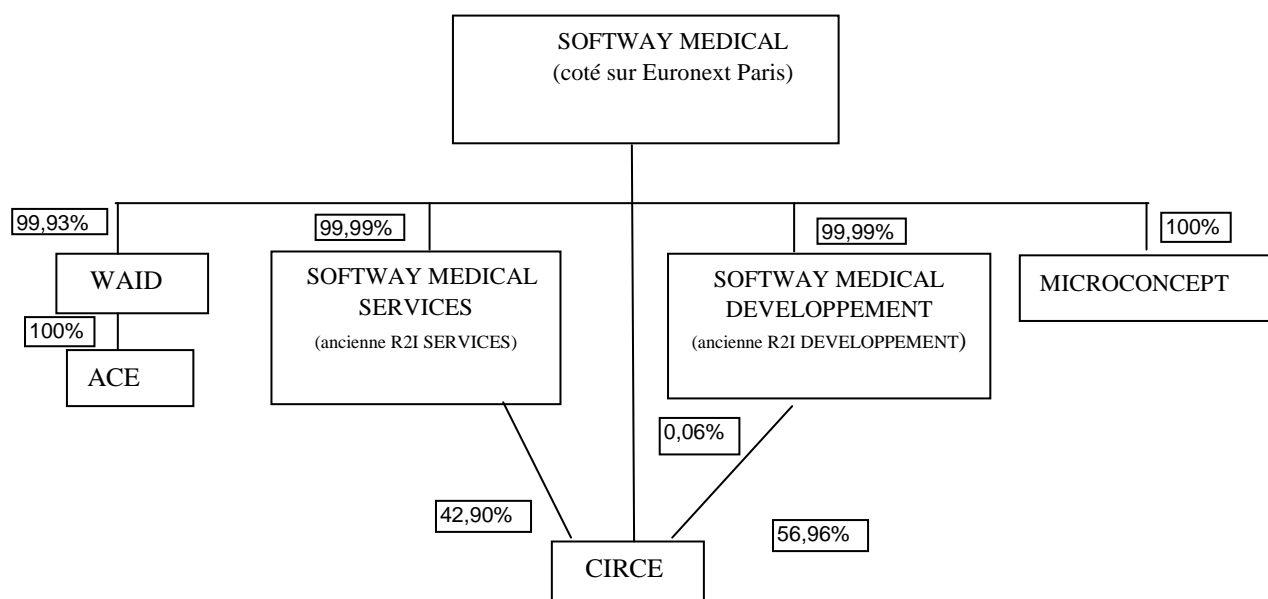 SOFTWAY MEDICAL
(coté sur Euronext Paris)
99,93%
99,99%
99,99%
100%
WAID
SOFTWAY MEDICAL
SERVICES
(ancienne R2I SERVICES)
SOFTWAY MEDICAL
DEVELOPPEMENT
(ancienne R2I DEVELOPPEMENT)
MICROCONCEPT
100%
ACE
0,06%
42,90%
56,96%
CIRCE